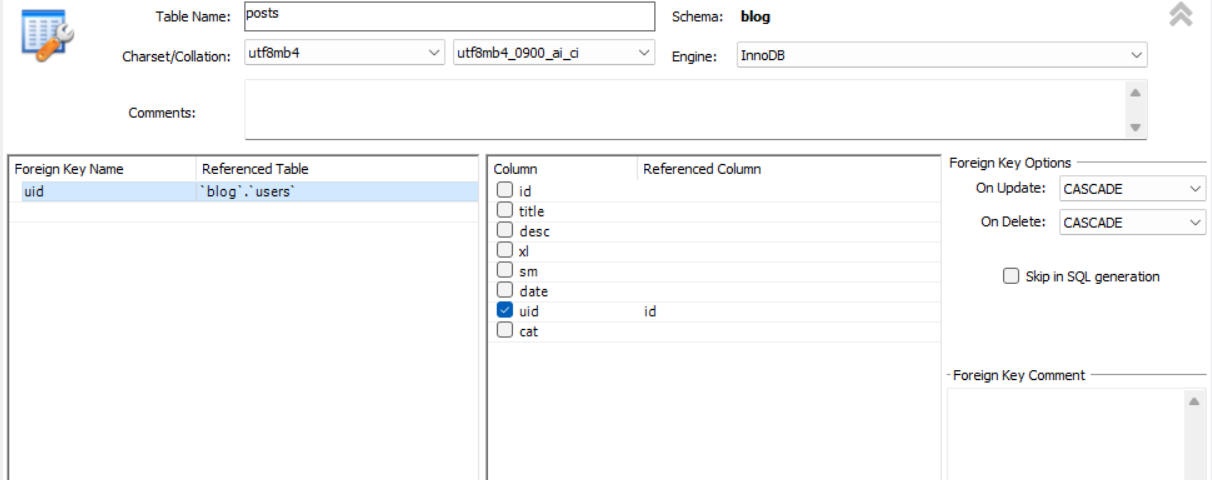 Table Name: posts Schema: blog
Charset/Collation: utf8mb4 utf8mb4_0900_ai_ci Engine: InnoDB
Comments:
Foreign Key Name Referenced Table
uid `blog`.`users`
Column Referenced Column
id
title
desc
xl
sm
date
uid id
cat
Foreign Key Options
On Update: CASCADE
On Delete: CASCADE
Skip in SQL generation
Foreign Key Comment